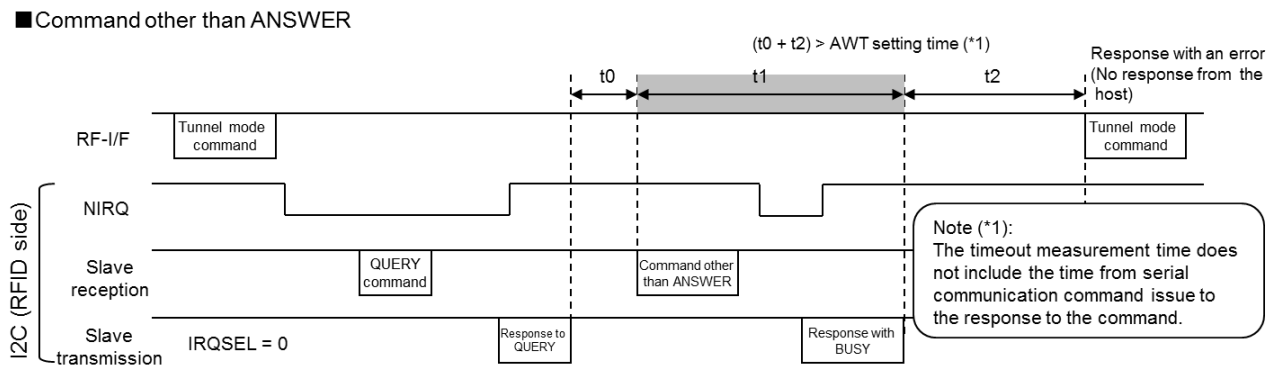 ■Command other than ANSWER
(t0 + t2) > AWT setting time (*1)
Response with an error
(No response from the
host)
t0
t1
t2
RF-I/F
Tunnel mode
command
Tunnel mode
command
I2C (RFID side)
NIRQ
Slave
reception
QUERY
command
Command other
than ANSWER
Slave
transmission
IRQSEL = 0
Response to
QUERY
Response with
BUSY
Note (*1):
The timeout measurement time does
not include the time from serial
communication command issue to
the response to the command.